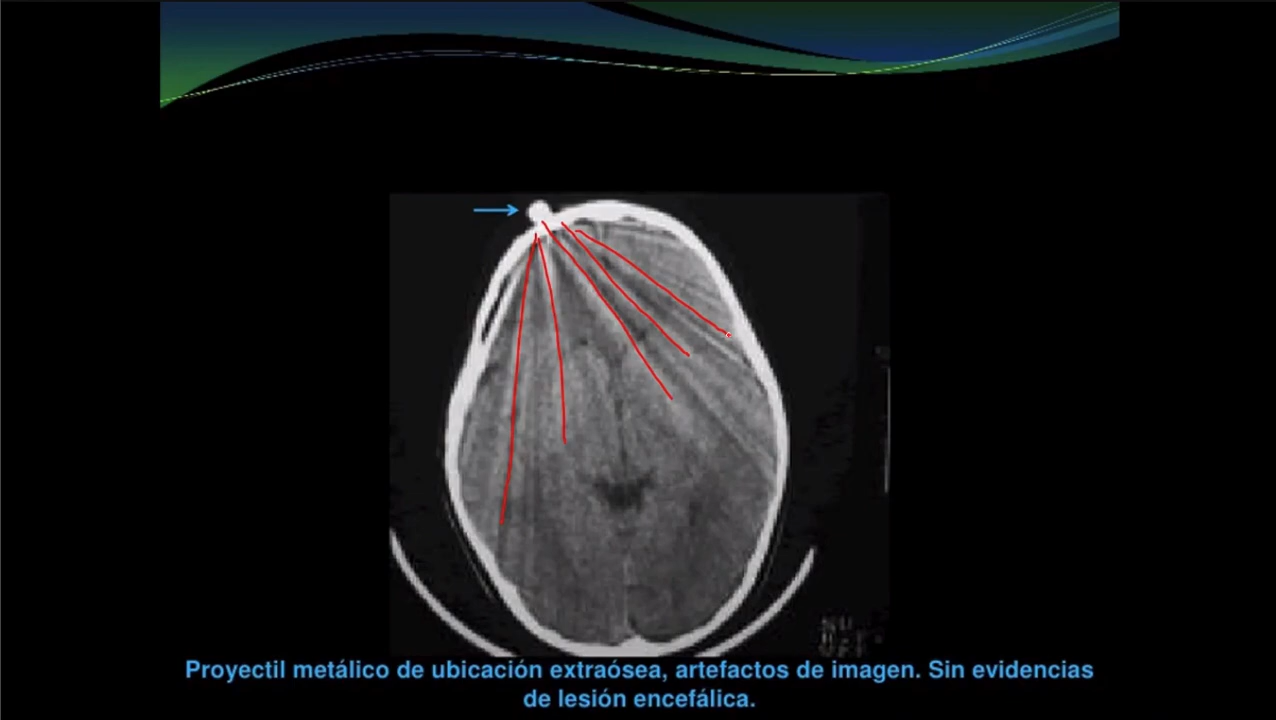 Proyectil metálico de ubicación extraósea, artefactos de imagen. Sin evidencias
de lesión encefálica.